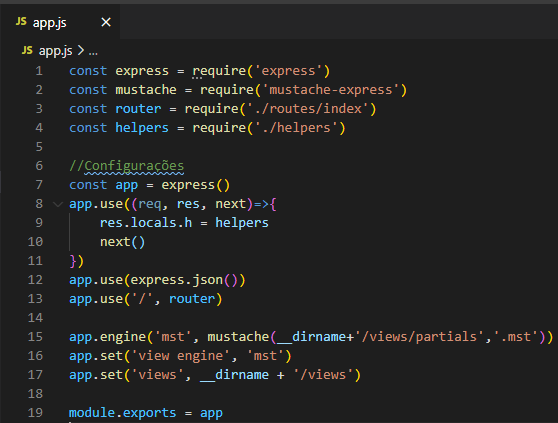 JS app.js ×
JS app.js > ...
1 const express = require('express')
2 const mustache = require('mustache-express')
3 const router = require('./routes/index')
4 const helpers = require('./helpers')
5
6 //Configurações
7 const app = express()
8 app.use((req, res, next)=>{
9 res.locals.h = helpers
10 next()
11 })
12 app.use(express.json())
13 app.use('/', router)
14
15 app.engine('mst', mustache(__dirname+'/views/partials','.mst'))
16 app.set('view engine', 'mst')
17 app.set('views', __dirname + '/views')
18
19 module.exports = app